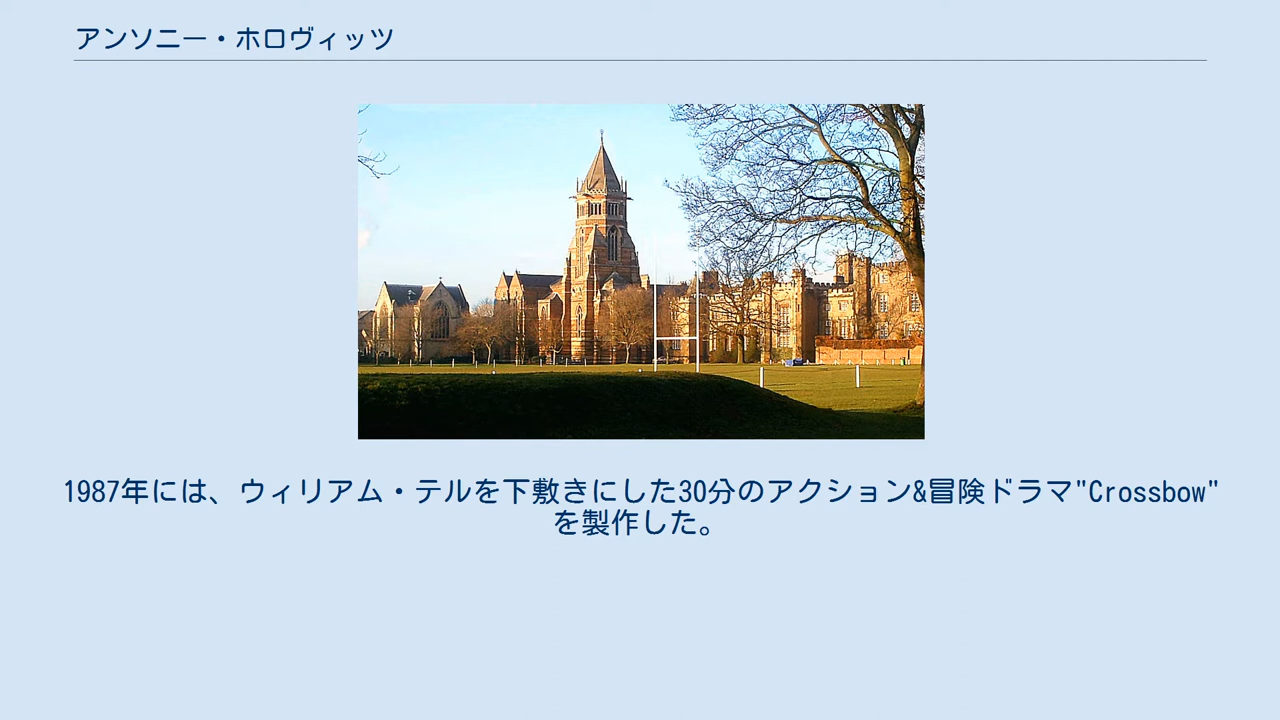 アンソニー・ホロヴィッツ
1987年には、ウィリアム・テルを下敷きにした30分のアクション&冒険ドラマ"Crossbow"
を製作した。